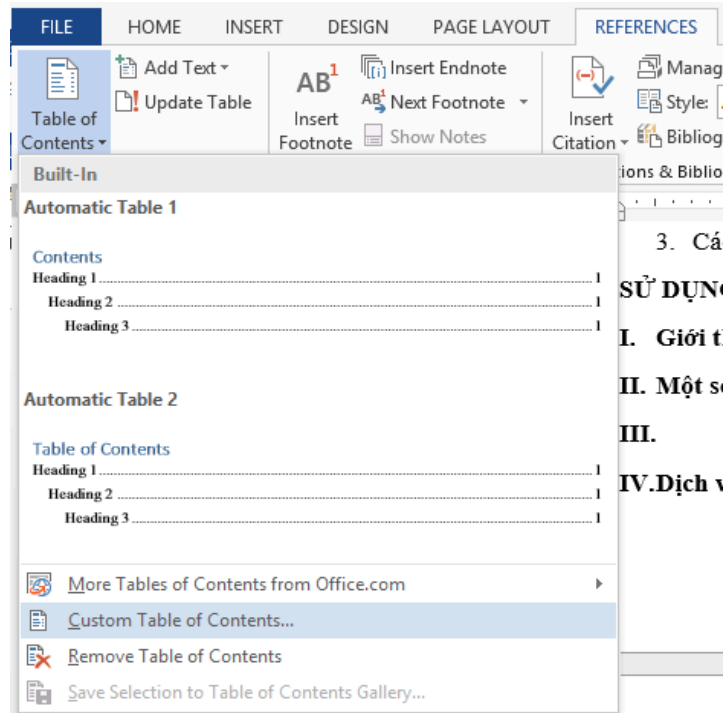 FILE HOME INSERT DESIGN PAGE LAYOUT REFERENCES
Table of Contents
Add Text
Update Table
AB1
Insert Footnote
[i] Insert Endnote
AB1 Next Footnote
Show Notes
(-)
Insert Citation
Manag
Style:
Bibliog
ions & Biblio
Built-In
Automatic Table 1
Contents
Heading 1 1
Heading 2 1
Heading 3 1
Automatic Table 2
Table of Contents
Heading 1 1
Heading 2 1
Heading 3 1
More Tables of Contents from Office.com
Custom Table of Contents...
Remove Table of Contents
Save Selection to Table of Contents Gallery...
3. Cá
SỬ DỤN
I. Giới t
II. Một s
III.
IV.Dịch v